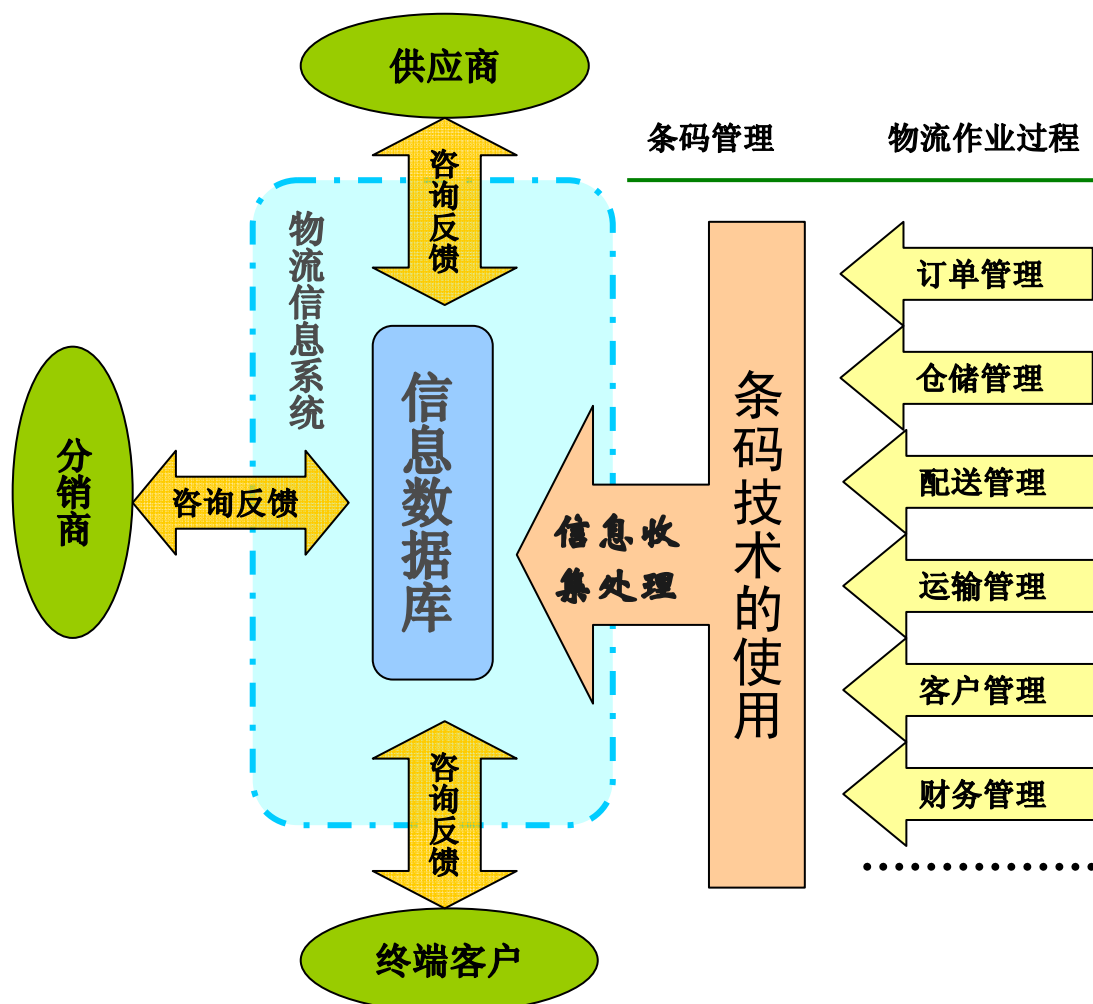 供应商
咨询反馈
条码管理
物流作业过程
物流信息系统
信息数据库
分销商
咨询反馈
信息收
集处理
条码技术的使用
订单管理
仓储管理
配送管理
运输管理
客户管理
财务管理
咨询反馈
终端客户